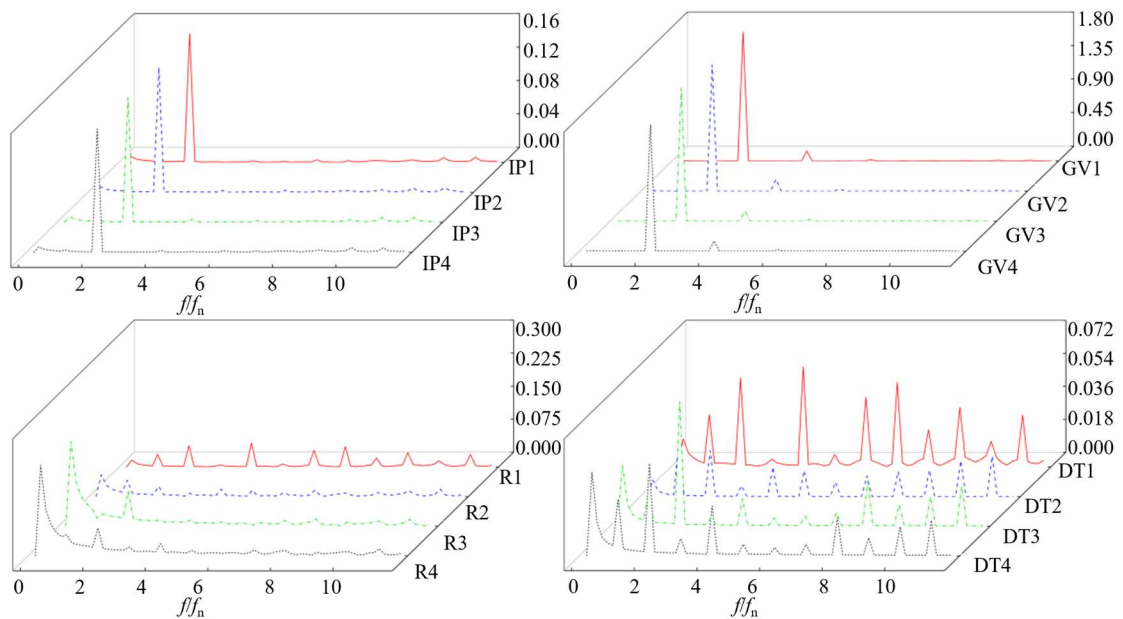 0.16
0.12
0.08
0.04
0.00
IP1
IP2
IP3
IP4
0 2 4 6 8 10
f/fn
1.80
1.35
0.90
0.45
0.00
GV1
GV2
GV3
GV4
0 2 4 6 8 10
f/fn
0.300
0.225
0.150
0.075
0.000
R1
R2
R3
R4
0 2 4 6 8 10
f/fn
0.072
0.054
0.036
0.018
0.000
DT1
DT2
DT3
DT4
0 2 4 6 8 10
f/fn